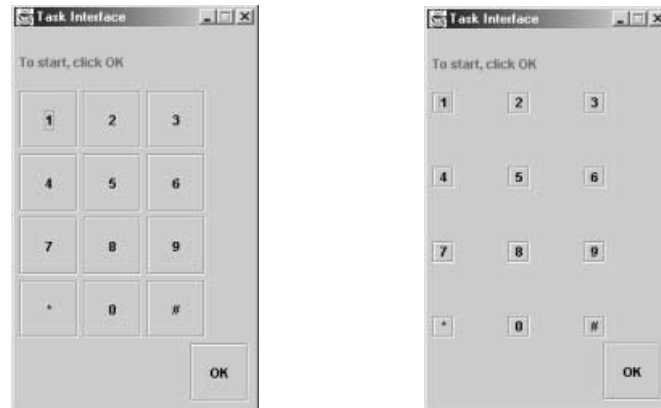 Task Interface
To start, click OK
1 2 3
4 5 6
7 8 9
* 0 #
OK
Task Interface
To start, click OK
1 2 3
4 5 6
7 8 9
* 0 #
OK